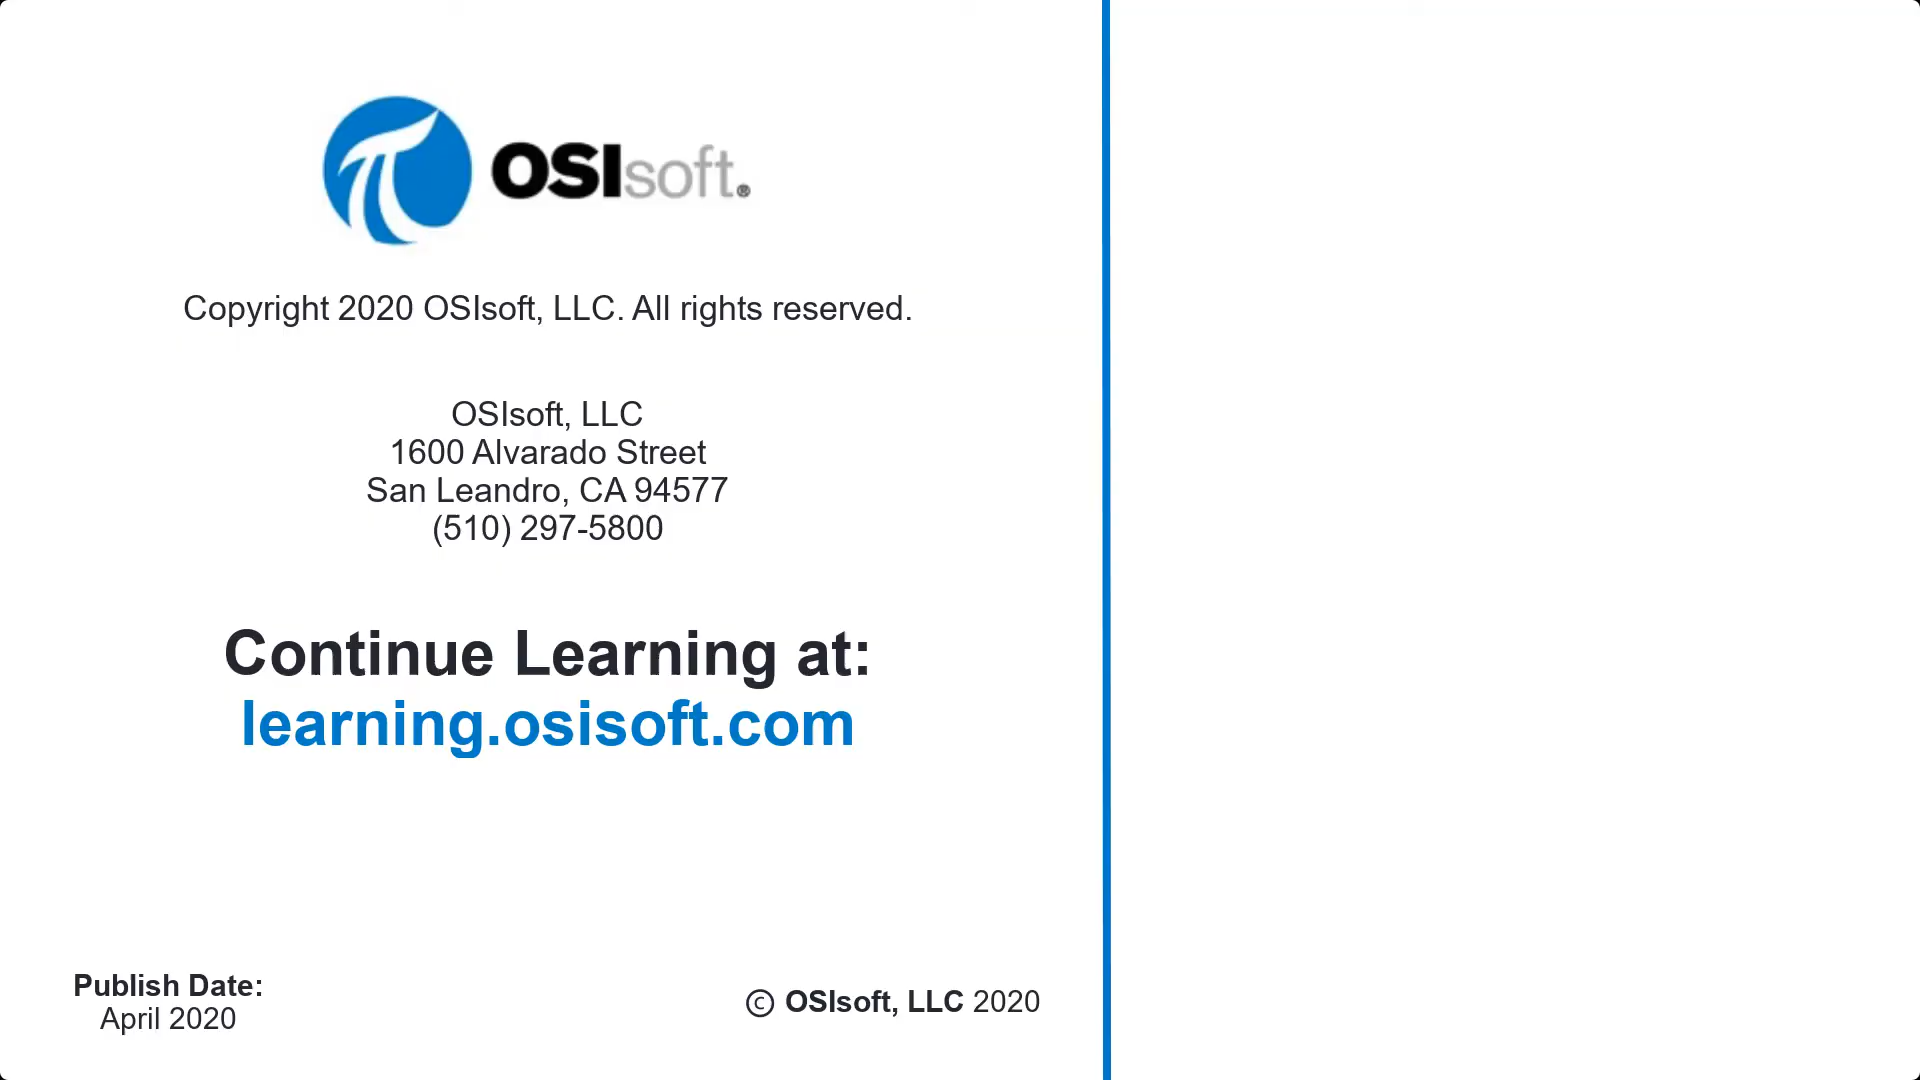 OSIsoft®
Copyright 2020 OSIsoft, LLC. All rights reserved.
OSIsoft, LLC
1600 Alvarado Street
San Leandro, CA 94577
(510) 297-5800
Continue Learning at:
learning.osisoft.com
Publish Date:
April 2020
© OSIsoft, LLC 2020